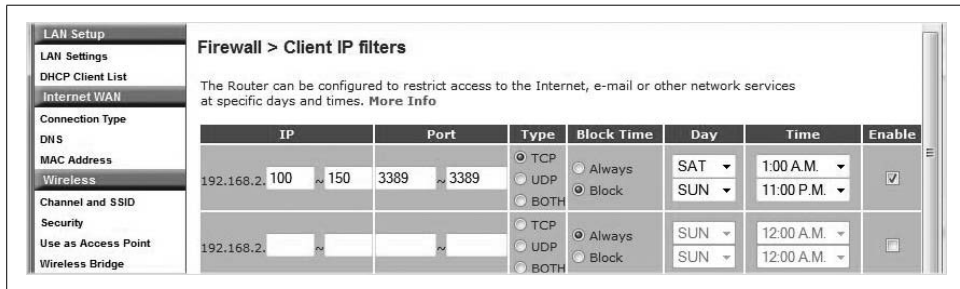 LAN Setup
LAN Settings
DHCP Client List
Internet WAN
Connection Type
DNS
MAC Address
Wireless
Channel and SSID
Security
Use as Access Point
Wireless Bridge
Firewall > Client IP filters
The Router can be configured to restrict access to the Internet, e-mail or other network services
at specific days and times. More Info
IP Port Type Block Time Day Time Enable
192.168.2. 100 ~ 150 3389 ~ 3389
TCP
UDP
BOTH
Always
Block
SAT
SUN
1:00 A.M.
11:00 P.M.
192.168.2. ~ ~
TCP
UDP
BOTH
Always
Block
SUN
SUN
12:00 A.M.
12:00 A.M.